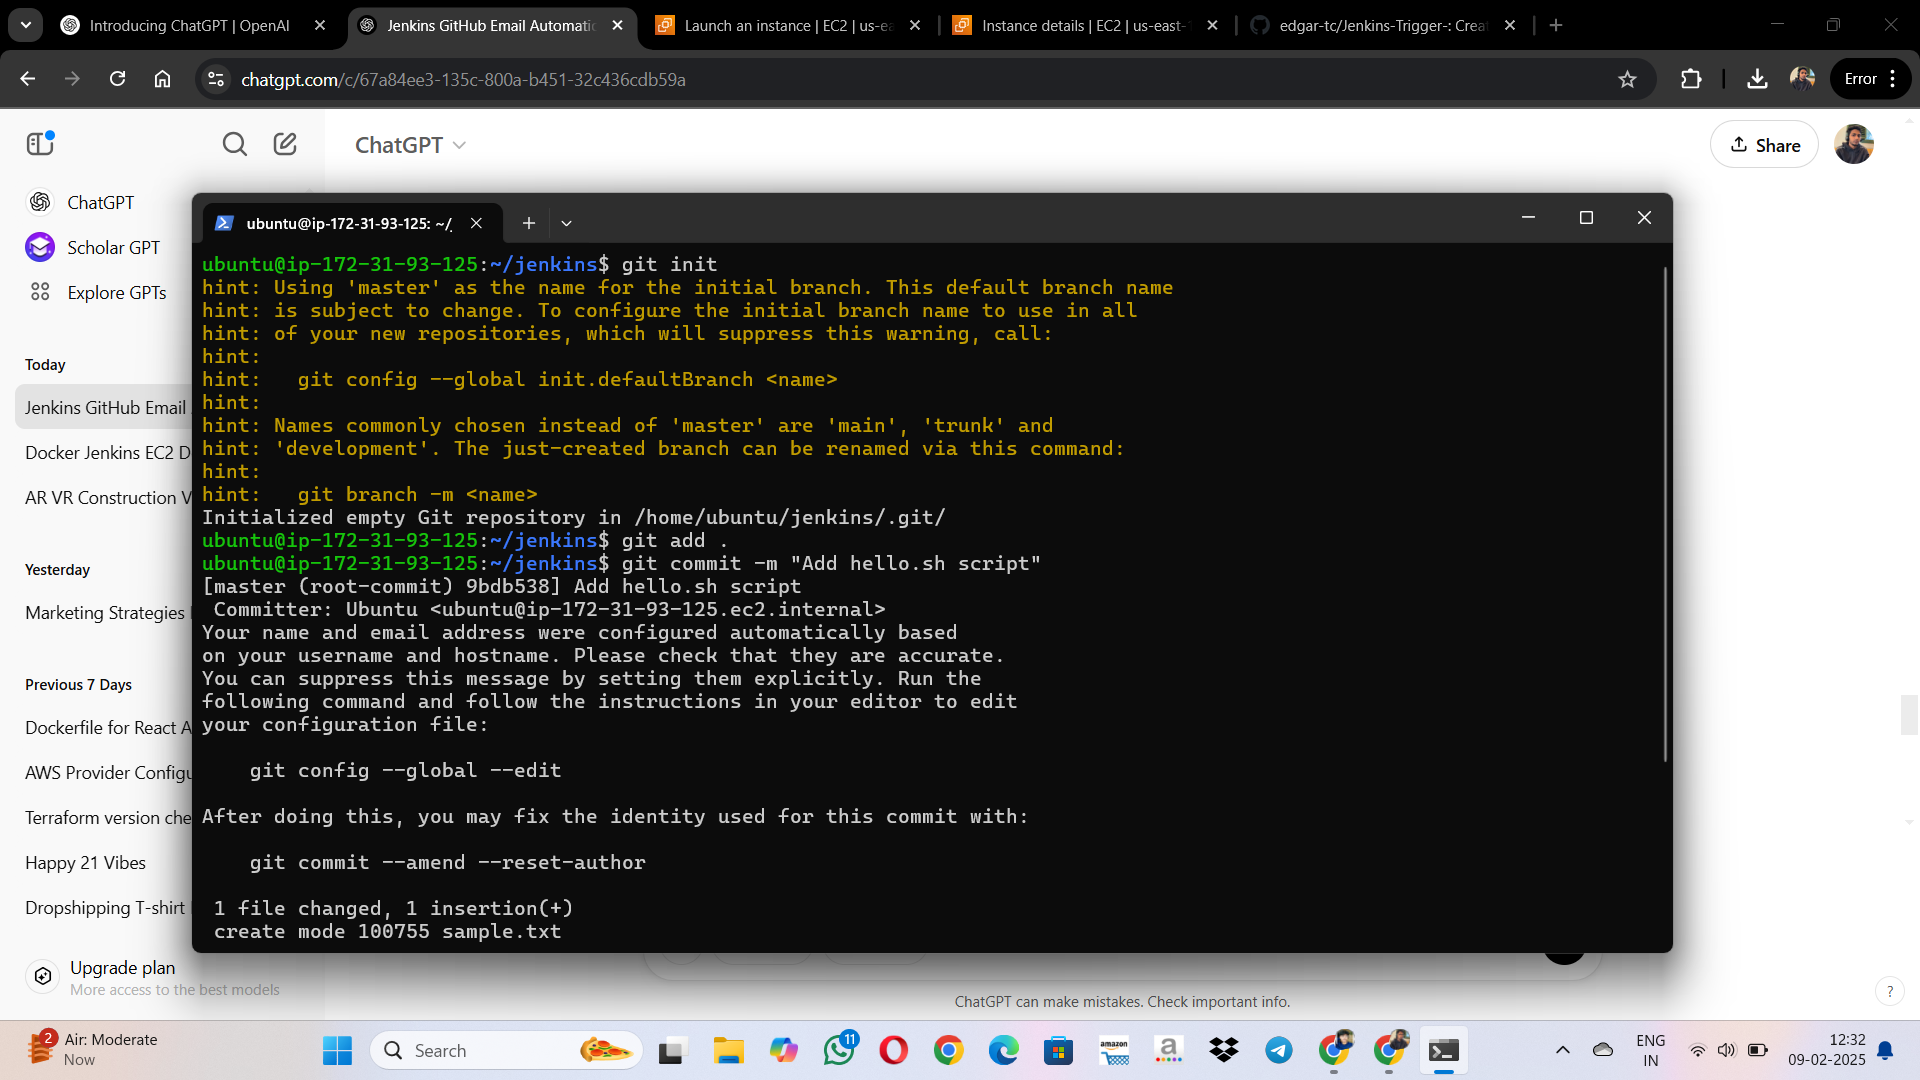 Introducing ChatGPT | OpenAI
Jenkins GitHub Email Automatic
Launch an instance | EC2 | us-ea
Instance details | EC2 | us-east-1
edgar-tc/Jenkins-Trigger-: Crea
chatgpt.com/c/67a84ee3-135c-800a-b451-32c436cdb59a
Error
ChatGPT
Share
ChatGPT
Scholar GPT
Explore GPTs
Today
Jenkins GitHub Email
Docker Jenkins EC2 D
AR VR Construction V
Yesterday
Marketing Strategies
Previous 7 Days
Dockerfile for React A
AWS Provider Configu
Terraform version che
Happy 21 Vibes
Dropshipping T-shirt
Upgrade plan
More access to the best models
ubuntu@ip-172-31-93-125: ~/
ubuntu@ip-172-31-93-125:~/jenkins$ git init
hint: Using 'master' as the name for the initial branch. This default branch name
hint: is subject to change. To configure the initial branch name to use in all
hint: of your new repositories, which will suppress this warning, call:
hint:
hint:   git config --global init.defaultBranch <name>
hint:
hint: Names commonly chosen instead of 'master' are 'main', 'trunk' and
hint: 'development'. The just-created branch can be renamed via this command:
hint:
hint:   git branch -m <name>
Initialized empty Git repository in /home/ubuntu/jenkins/.git/
ubuntu@ip-172-31-93-125:~/jenkins$ git add .
ubuntu@ip-172-31-93-125:~/jenkins$ git commit -m "Add hello.sh script"
[master (root-commit) 9bdb538] Add hello.sh script
 Committer: Ubuntu <ubuntu@ip-172-31-93-125.ec2.internal>
Your name and email address were configured automatically based
on your username and hostname. Please check that they are accurate.
You can suppress this message by setting them explicitly. Run the
following command and follow the instructions in your editor to edit
your configuration file:
    git config --global --edit
After doing this, you may fix the identity used for this commit with:
    git commit --amend --reset-author
 1 file changed, 1 insertion(+)
 create mode 100755 sample.txt
ChatGPT can make mistakes. Check important info.
?
2
Air: Moderate
Now
Search
11
amazon
a
ENG
IN
12:32
09-02-2025